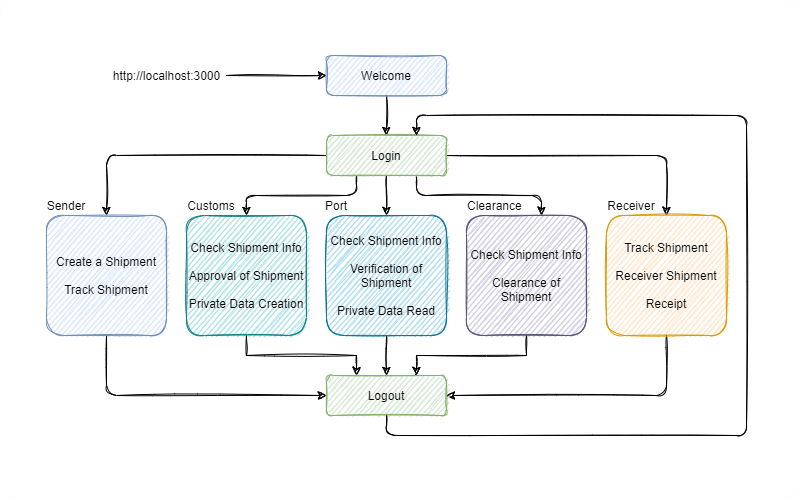 http://localhost:3000
Welcome
Login
Sender
Customs
Port
Clearance
Receiver
Create a Shipment
Track Shipment
Check Shipment Info
Approval of Shipment
Private Data Creation
Check Shipment Info
Verification of
Shipment
Private Data Read
Check Shipment Info
Clearance of
Shipment
Track Shipment
Receiver Shipment
Receipt
Logout